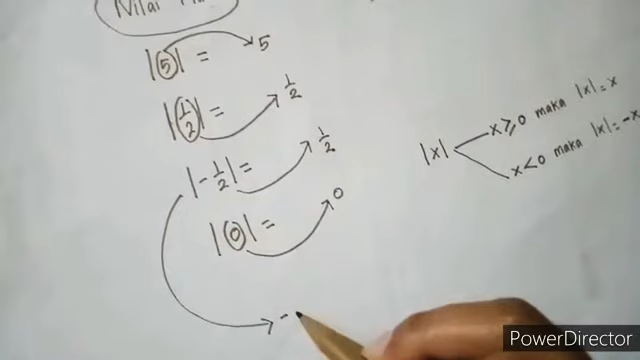 Nilai
|5| = 5
|1/2| = 1/2
|-1/2| = 1/2
|0| = 0
-
|x|
x ≥ 0 maka |x| = x
x < 0 maka |x| = -x
PowerDirector